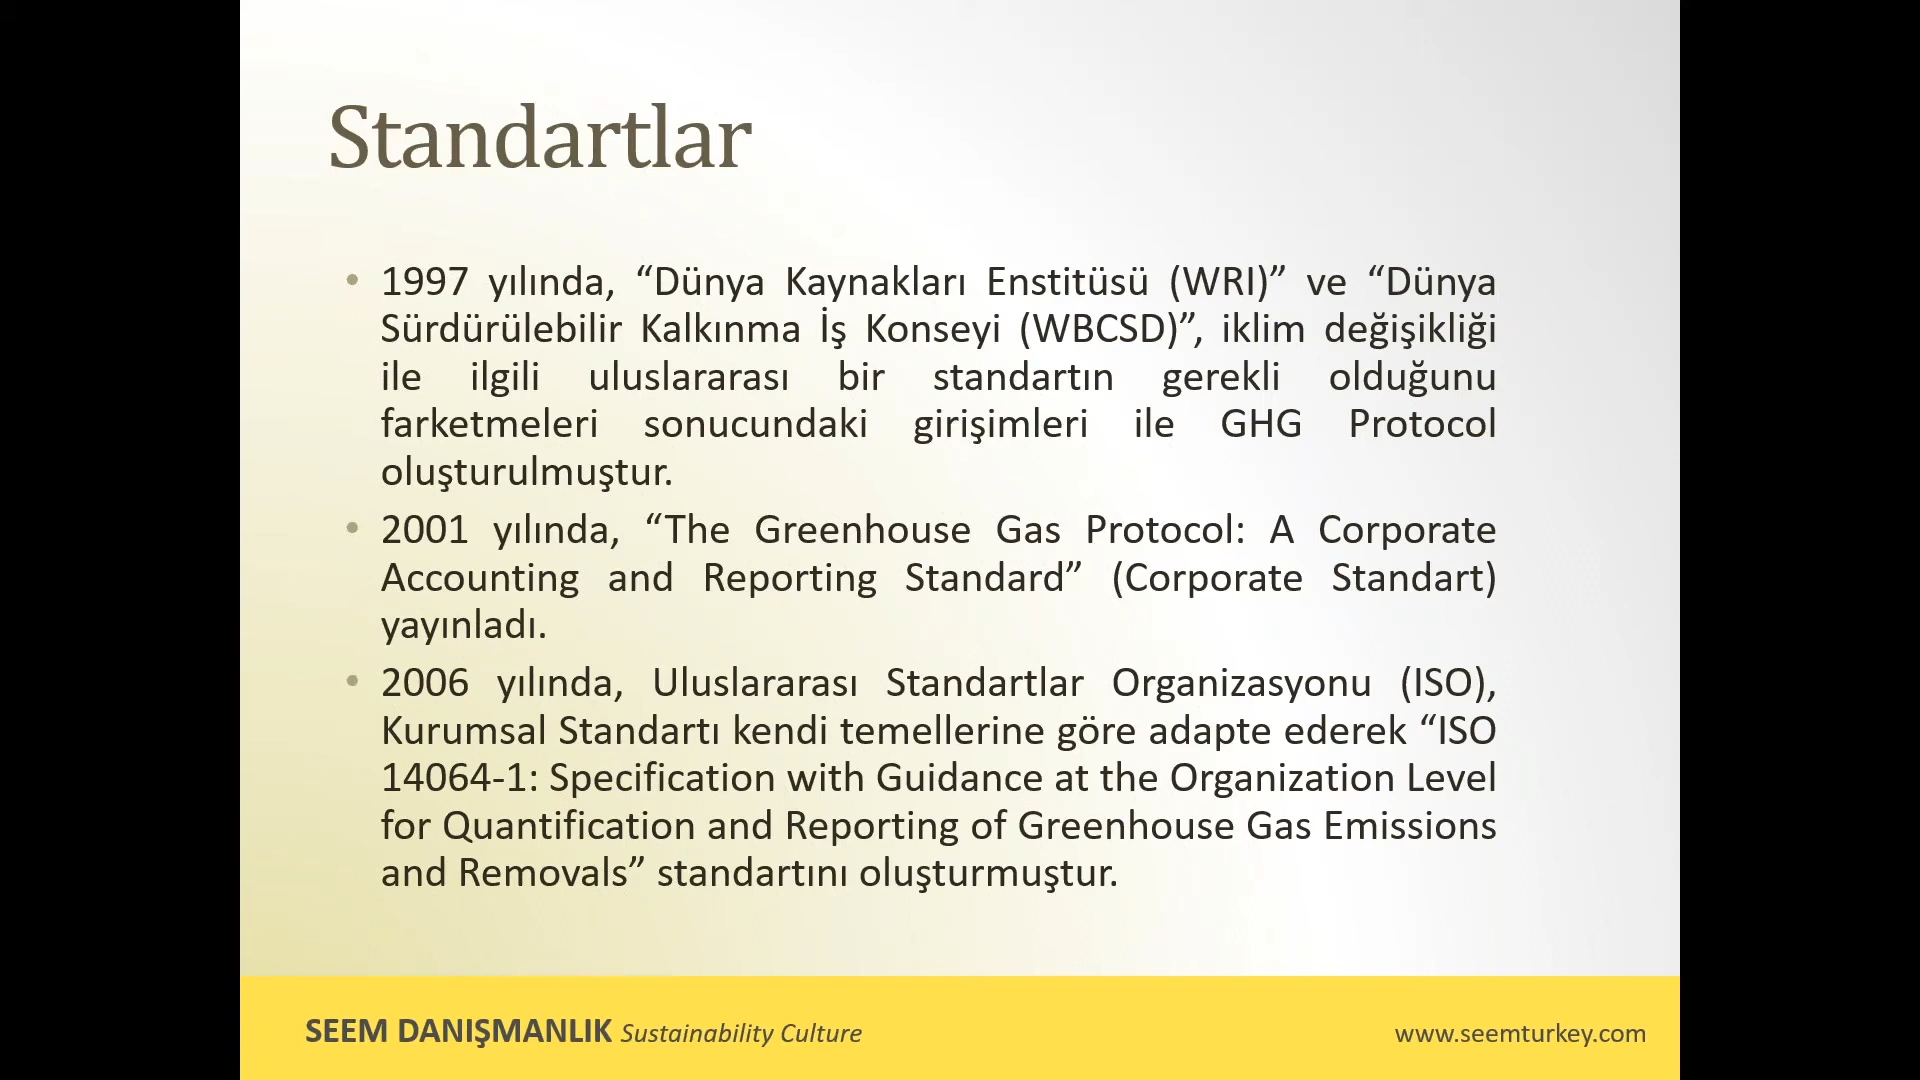 Standartlar
• 1997 yılında, “Dünya Kaynakları Enstitüsü (WRI)” ve “Dünya
Sürdürülebilir Kalkınma İş Konseyi (WBCSD)”, iklim değişikliği
ile ilgili uluslararası bir standartın gerekli olduğunu
farketmeleri sonucundaki girişimleri ile GHG Protocol
oluşturulmuştur.
• 2001 yılında, “The Greenhouse Gas Protocol: A Corporate
Accounting and Reporting Standard” (Corporate Standart)
yayınladı.
• 2006 yılında, Uluslararası Standartlar Organizasyonu (ISO),
Kurumsal Standartı kendi temellerine göre adapte ederek “ISO
14064-1: Specification with Guidance at the Organization Level
for Quantification and Reporting of Greenhouse Gas Emissions
and Removals” standartını oluşturmuştur.
SEEM DANIŞMANLIK Sustainability Culture
www.seemturkey.com